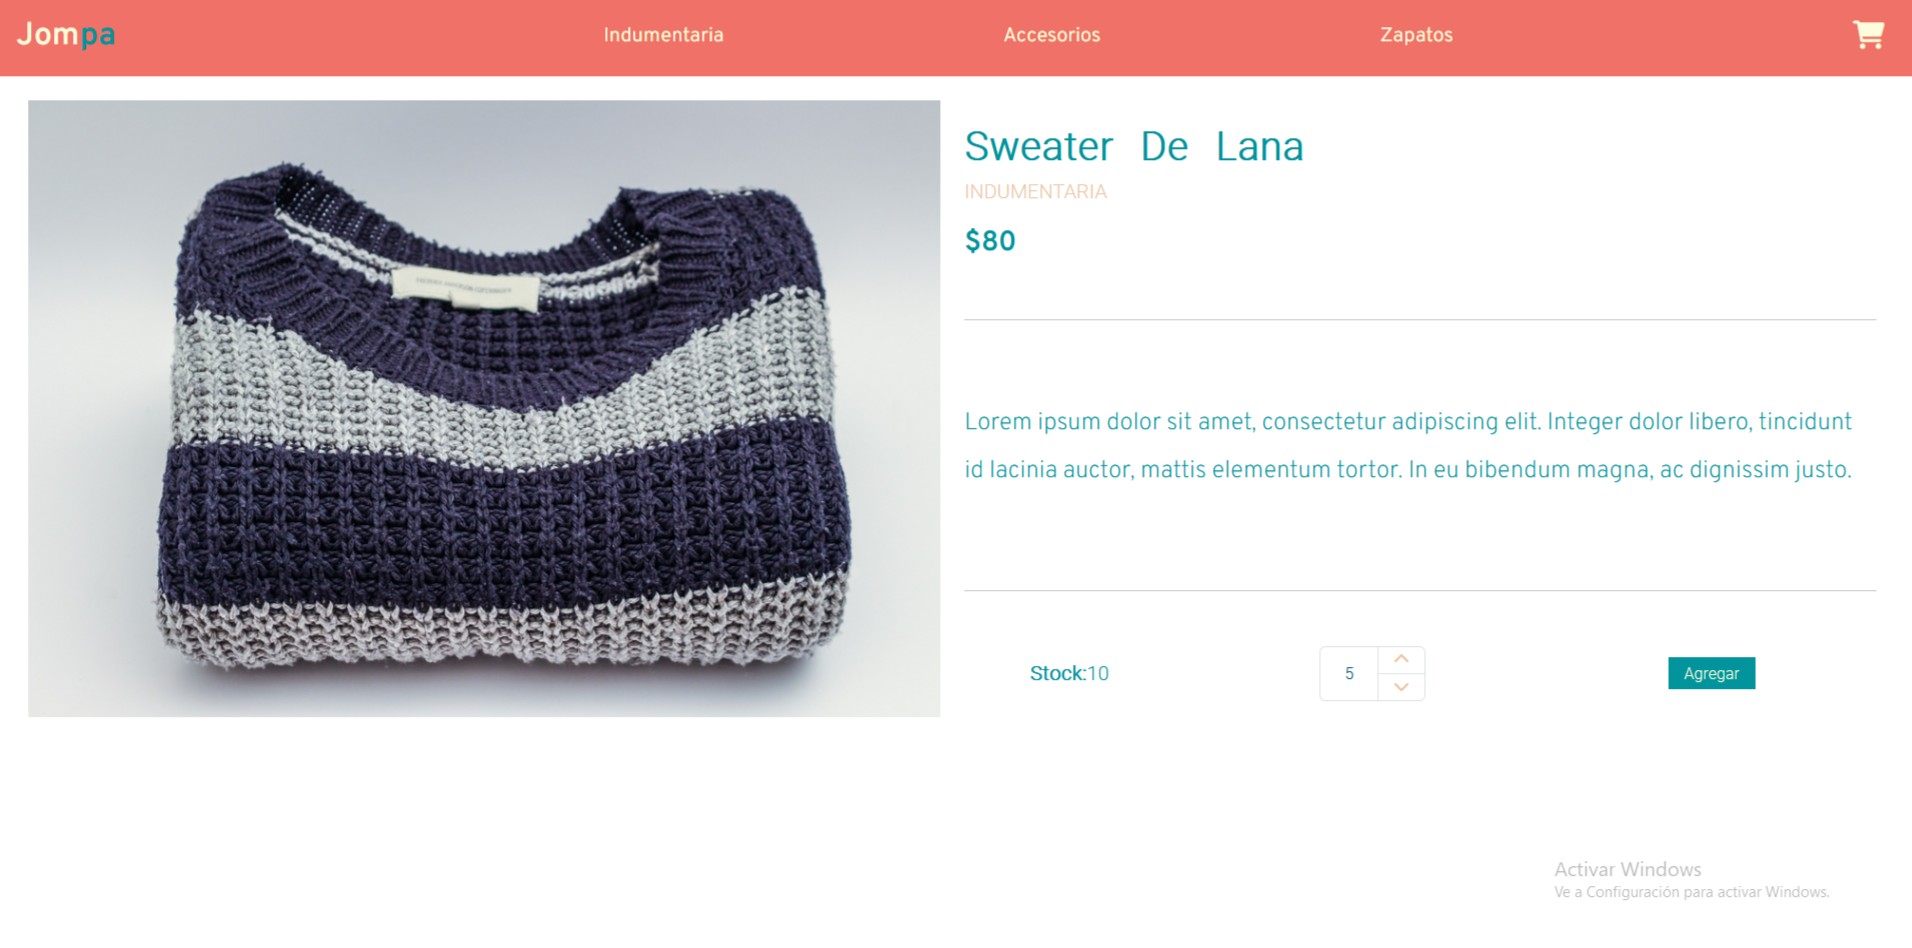 Jompa
Indumentaria
Accesorios
Zapatos
Sweater De Lana
INDUMENTARIA
$80
Lorem ipsum dolor sit amet, consectetur adipiscing elit. Integer dolor libero, tincidunt
id lacinia auctor, mattis elementum tortor. In eu bibendum magna, ac dignissim justo.
Stock:10
5
Agregar
Activar Windows
Ve a Configuración para activar Windows.